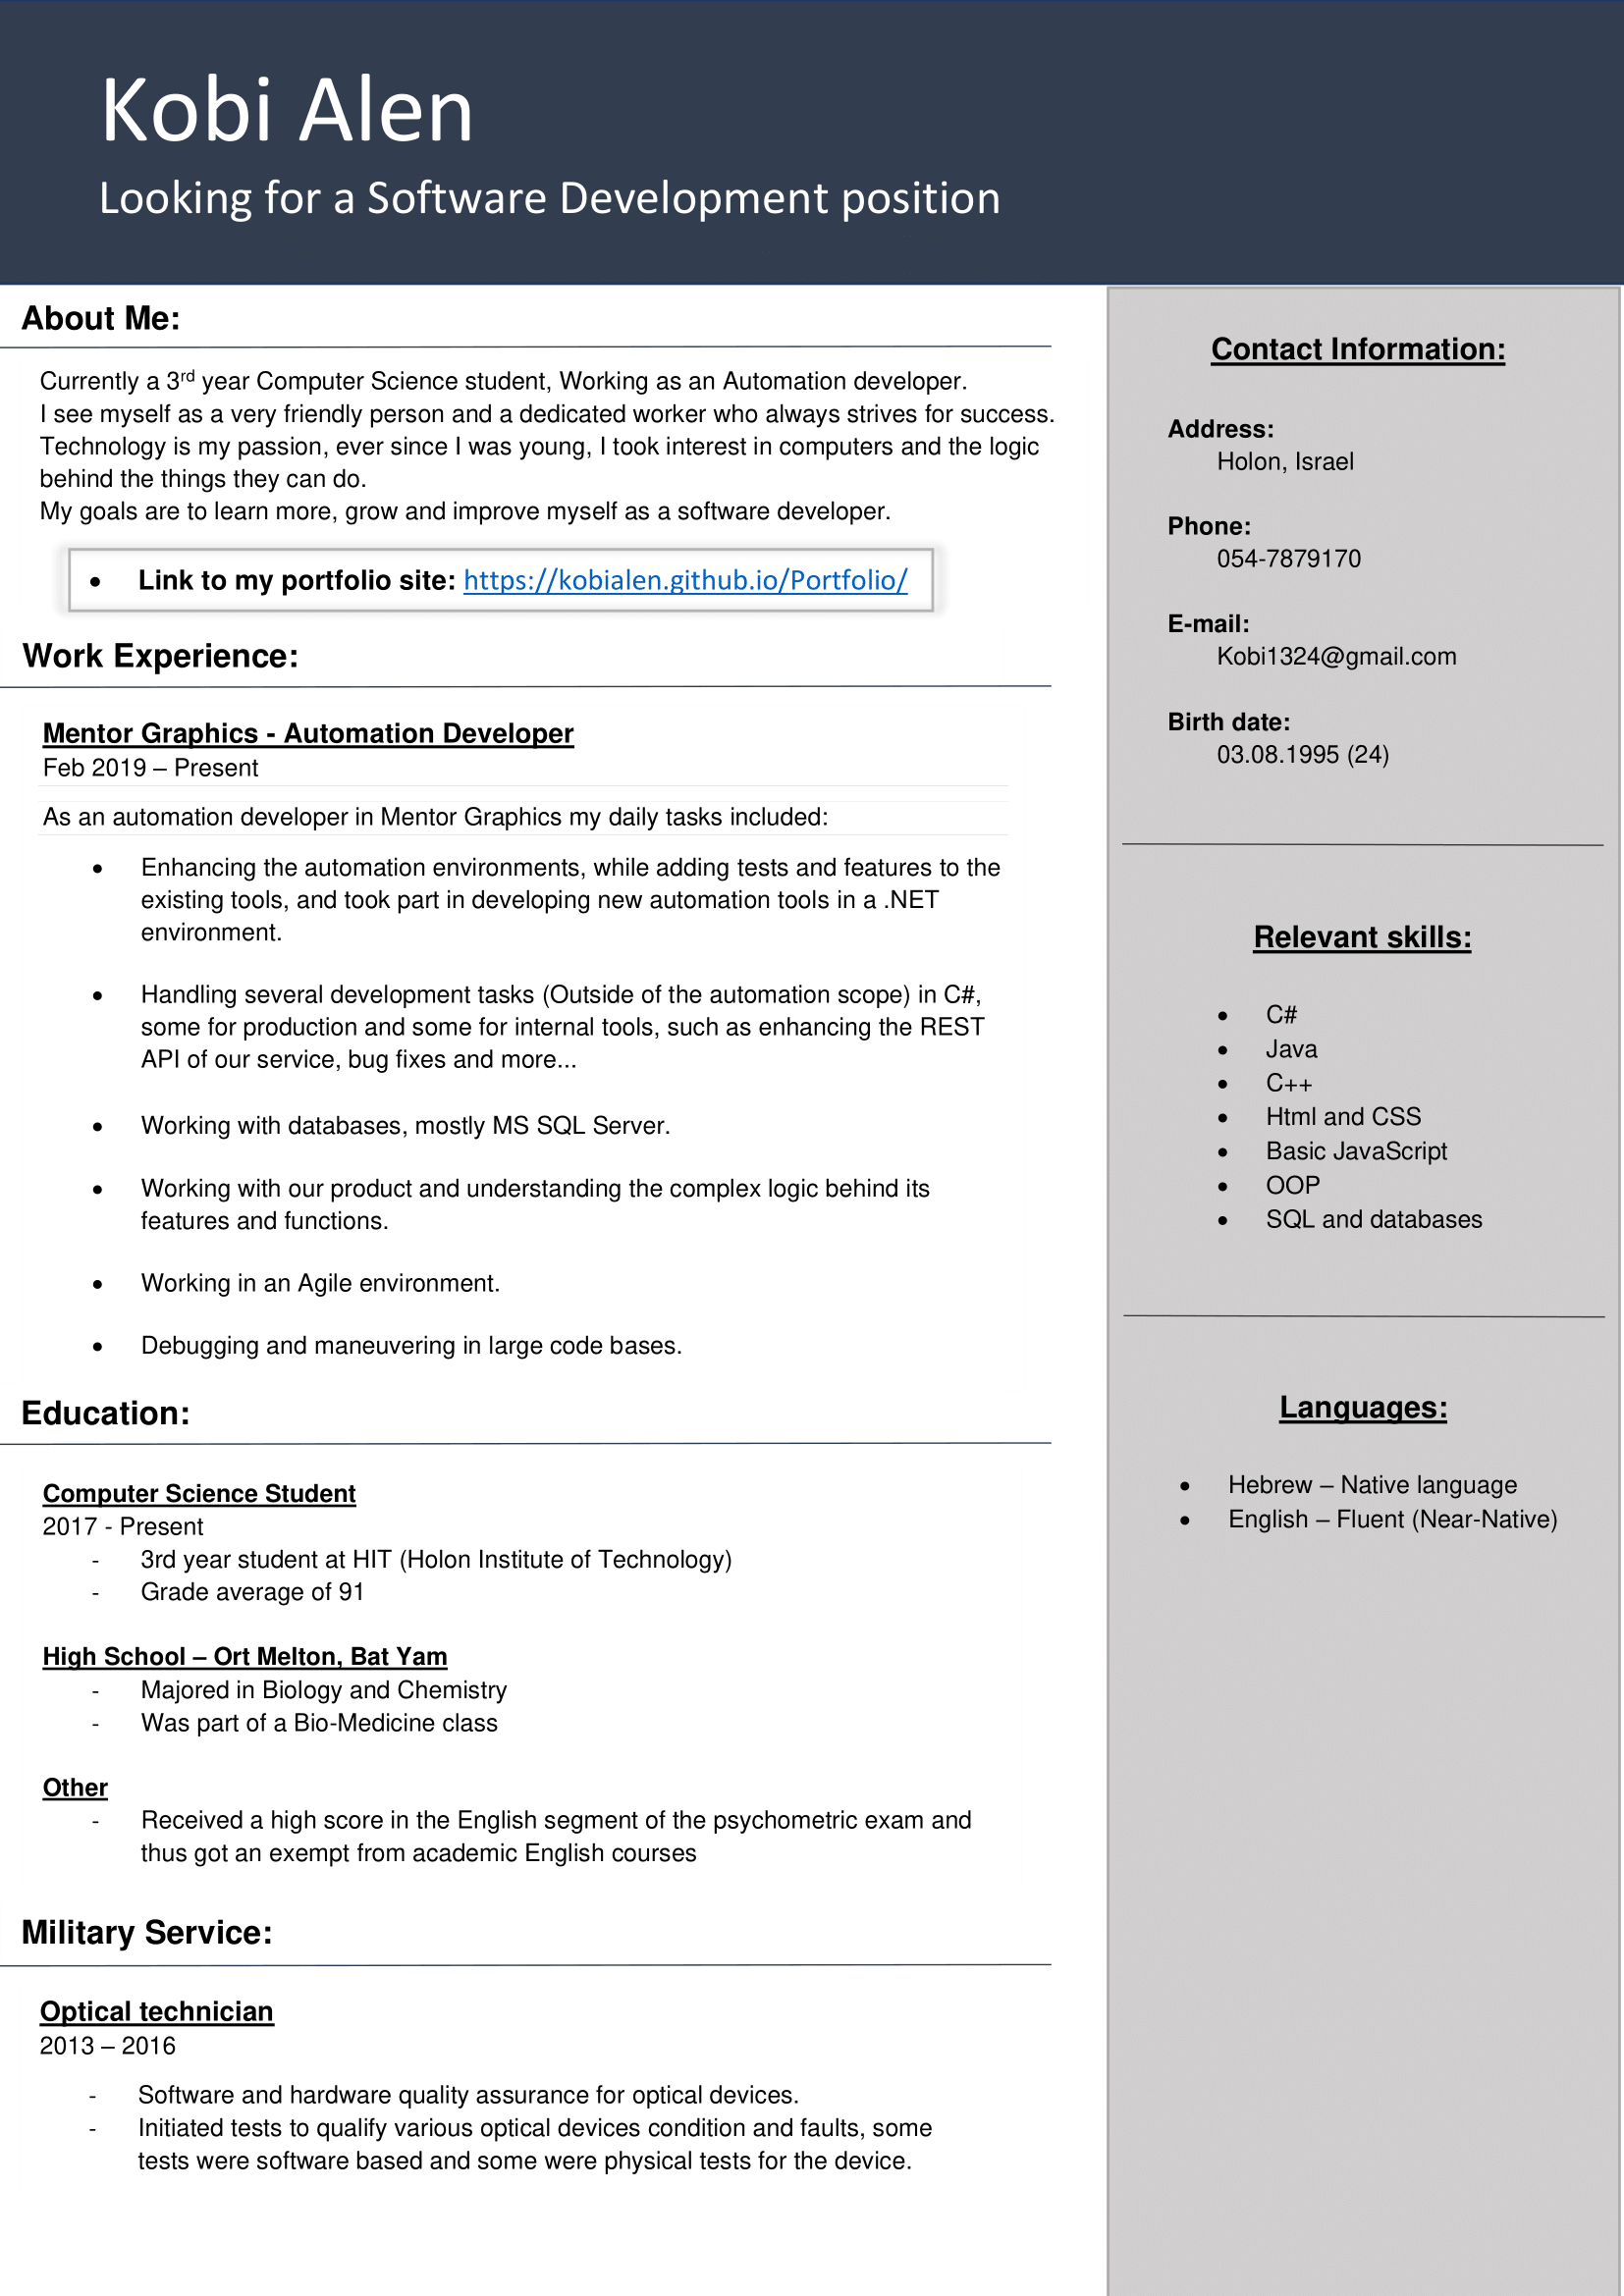 Kobi Alen
Looking for a Software Development position
About Me:
Currently a 3rd year Computer Science student, Working as an Automation developer.
I see myself as a very friendly person and a dedicated worker who always strives for success.
Technology is my passion, ever since I was young, I took interest in computers and the logic
behind the things they can do.
My goals are to learn more, grow and improve myself as a software developer.
• Link to my portfolio site: https://kobialen.github.io/Portfolio/
Work Experience:
Mentor Graphics - Automation Developer
Feb 2019 – Present
As an automation developer in Mentor Graphics my daily tasks included:
• Enhancing the automation environments, while adding tests and features to the
existing tools, and took part in developing new automation tools in a .NET
environment.
• Handling several development tasks (Outside of the automation scope) in C#,
some for production and some for internal tools, such as enhancing the REST
API of our service, bug fixes and more...
• Working with databases, mostly MS SQL Server.
• Working with our product and understanding the complex logic behind its
features and functions.
• Working in an Agile environment.
• Debugging and maneuvering in large code bases.
Education:
Computer Science Student
2017 - Present
- 3rd year student at HIT (Holon Institute of Technology)
- Grade average of 91
High School – Ort Melton, Bat Yam
- Majored in Biology and Chemistry
- Was part of a Bio-Medicine class
Other
- Received a high score in the English segment of the psychometric exam and
thus got an exempt from academic English courses
Military Service:
Optical technician
2013 – 2016
- Software and hardware quality assurance for optical devices.
- Initiated tests to qualify various optical devices condition and faults, some
tests were software based and some were physical tests for the device.
Contact Information:
Address:
Holon, Israel
Phone:
054-7879170
E-mail:
Kobi1324@gmail.com
Birth date:
03.08.1995 (24)
Relevant skills:
• C#
• Java
• C++
• Html and CSS
• Basic JavaScript
• OOP
• SQL and databases
Languages:
• Hebrew – Native language
• English – Fluent (Near-Native)